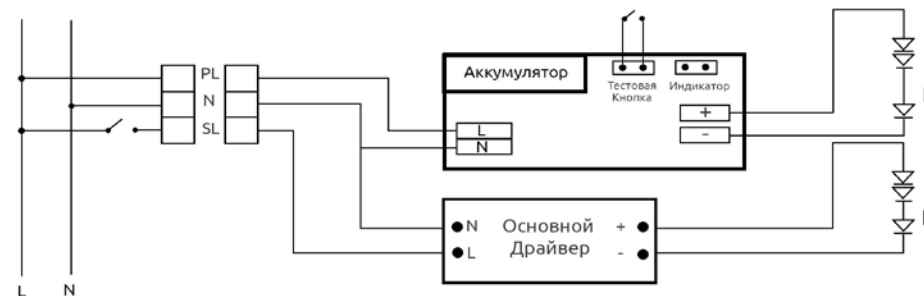 PL
N
SL
L
N
Аккумулятор
Тестовая
Кнопка
Индикатор
+
-
L
N
Основной
Драйвер
N
L
+
-